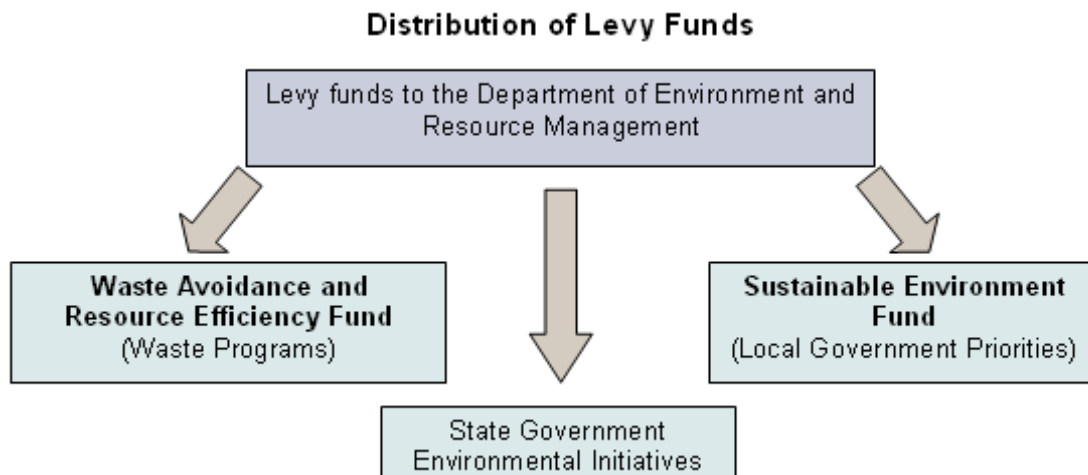 Distribution of Levy Funds
Levy funds to the Department of Environment and
Resource Management
Waste Avoidance and
Resource Efficiency Fund
(Waste Programs)
Sustainable Environment
Fund
(Local Government Priorities)
State Government
Environmental Initiatives